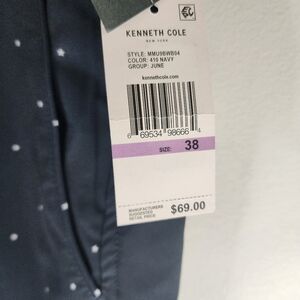 KENNETH COLE
NEW YORK
STYLE: MMU9BWB04
COLOR: 410 NAVY
GROUP: JUNE
kennethcole.com
6 69534 98666 4
SIZE: 38
MANUFACTURERS
SUGGESTED
RETAIL PRICE
$69.00